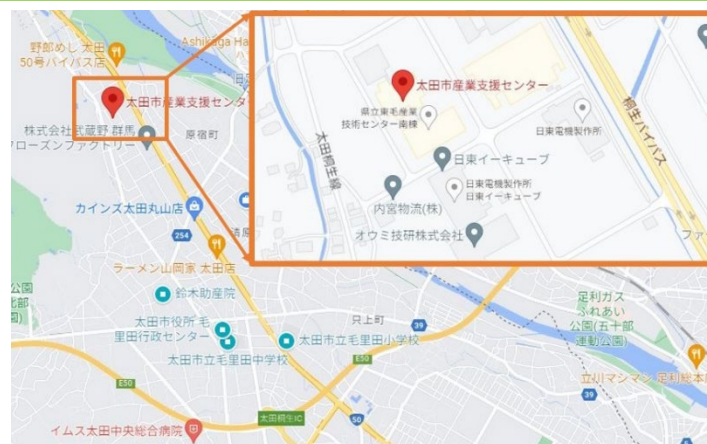 野郎めし 太田
50号バイパス店
Ashikaga Ha
太田市産業支援センタ
株式会社武蔵野 群馬
フローズンファクトリー
原宿町
カインズ太田丸山店
254
ラーメン山岡家 太田店
鈴木助産院
太田市役所 毛
里田行政センター
太田市立毛里田中学校
太田市立毛里田小学校
只上町
39
E50
E50
太田桐生IC
50
39
イムス太田中央総合病院
足利ガス
ふれあい
公園(五十部
運動公園)
立川マシマシ 足利総本
太田市産業支援センター
県立東毛産業
技術センター南棟
日東電機製作所
日東イーキューブ
日東電機製作所
日東イーキューブ
内宮物流(株)
オウミ技研株式会社
太田桐生線
桐生バイパス
ファ